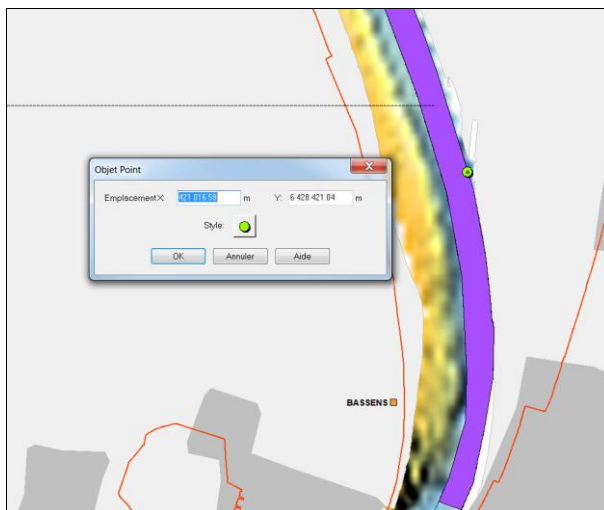 Objet Point
Emplacement X: 421 016.58 m Y: 6 428 421.04 m
Style:
OK Annuler Aide
BASSENS